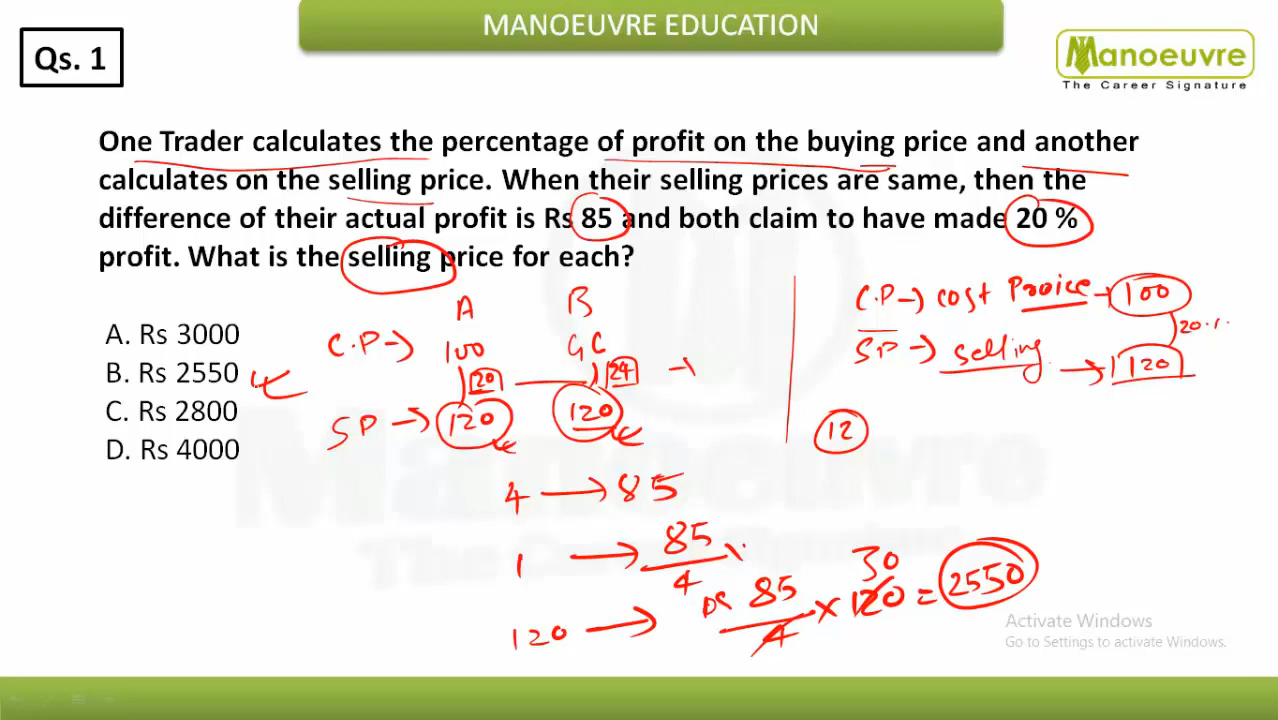 MANOEUVRE EDUCATION
Qs. 1
Manoeuvre
The Career Signature
One Trader calculates the percentage of profit on the buying price and another
calculates on the selling price. When their selling prices are same, then the
difference of their actual profit is Rs 85 and both claim to have made 20 %
profit. What is the selling price for each?
A. Rs 3000
B. Rs 2550
C. Rs 2800
D. Rs 4000
A B
C.P → 100
20 24
SP → 120 120
C.P → cost Proice → 100
20%
SP → selling → 120
12
4 → 85
1 → 85/4
120 → 85/4 × 120 = 2550
30
Activate Windows
Go to Settings to activate Windows.